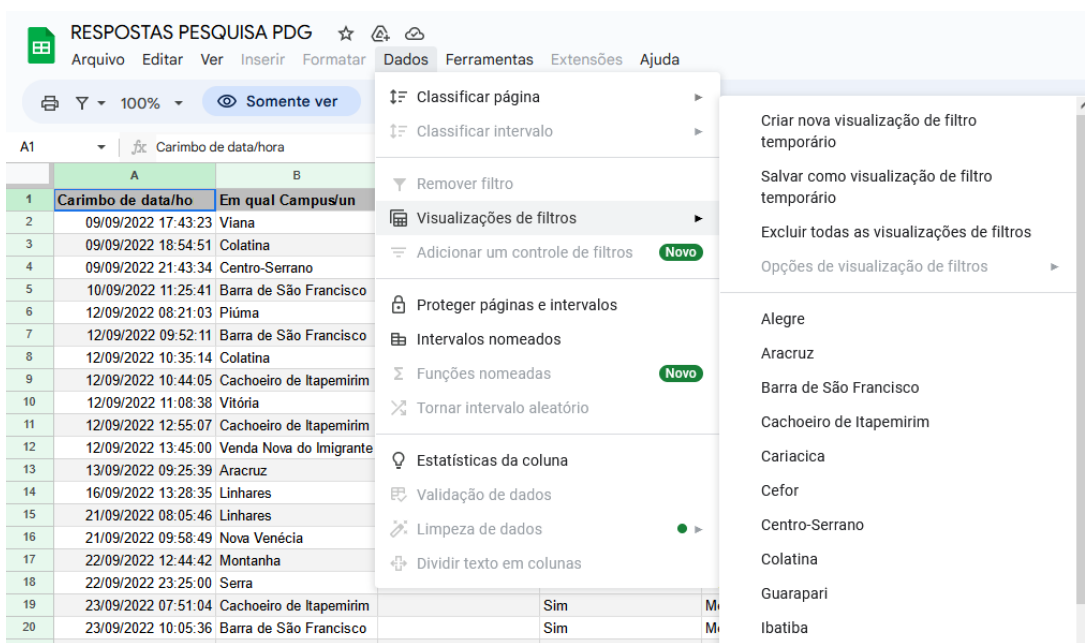 RESPOSTAS PESQUISA PDG
Arquivo Editar Ver Inserir Formatar Dados Ferramentas Extensões Ajuda
100% Somente ver
A1 fx Carimbo de data/hora
A B
1 Carimbo de data/ho Em qual Campus/un
2 09/09/2022 17:43:23 Viana
3 09/09/2022 18:54:51 Colatina
4 09/09/2022 21:43:34 Centro-Serrano
5 10/09/2022 11:25:41 Barra de São Francisco
6 12/09/2022 08:21:03 Piúma
7 12/09/2022 09:52:11 Barra de São Francisco
8 12/09/2022 10:35:14 Colatina
9 12/09/2022 10:44:05 Cachoeiro de Itapemirim
10 12/09/2022 11:08:38 Vitória
11 12/09/2022 12:55:07 Cachoeiro de Itapemirim
12 12/09/2022 13:45:00 Venda Nova do Imigrante
13 13/09/2022 09:25:39 Aracruz
14 16/09/2022 13:28:35 Linhares
15 21/09/2022 08:05:46 Linhares
16 21/09/2022 09:58:49 Nova Venécia
17 22/09/2022 12:44:42 Montanha
18 22/09/2022 23:25:00 Serra
19 23/09/2022 07:51:04 Cachoeiro de Itapemirim Sim
20 23/09/2022 10:05:36 Barra de São Francisco Sim
Classificar página
Classificar intervalo
Remover filtro
Visualizações de filtros
Adicionar um controle de filtros Novo
Proteger páginas e intervalos
Intervalos nomeados
Funções nomeadas Novo
Tornar intervalo aleatório
Estatísticas da coluna
Validação de dados
Limpeza de dados
Dividir texto em colunas
Criar nova visualização de filtro
temporário
Salvar como visualização de filtro
temporário
Excluir todas as visualizações de filtros
Opções de visualização de filtros
Alegre
Aracruz
Barra de São Francisco
Cachoeiro de Itapemirim
Cariacica
Cefor
Centro-Serrano
Colatina
Guarapari
Ibatiba